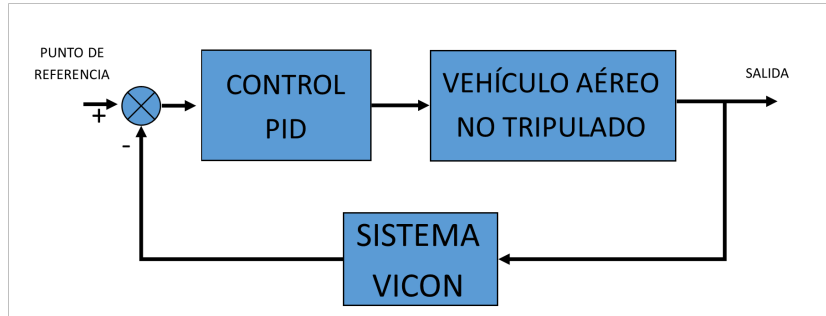 PUNTO DE
REFERENCIA
+
-
CONTROL
PID
VEHÍCULO AÉREO
NO TRIPULADO
SALIDA
SISTEMA
VICON